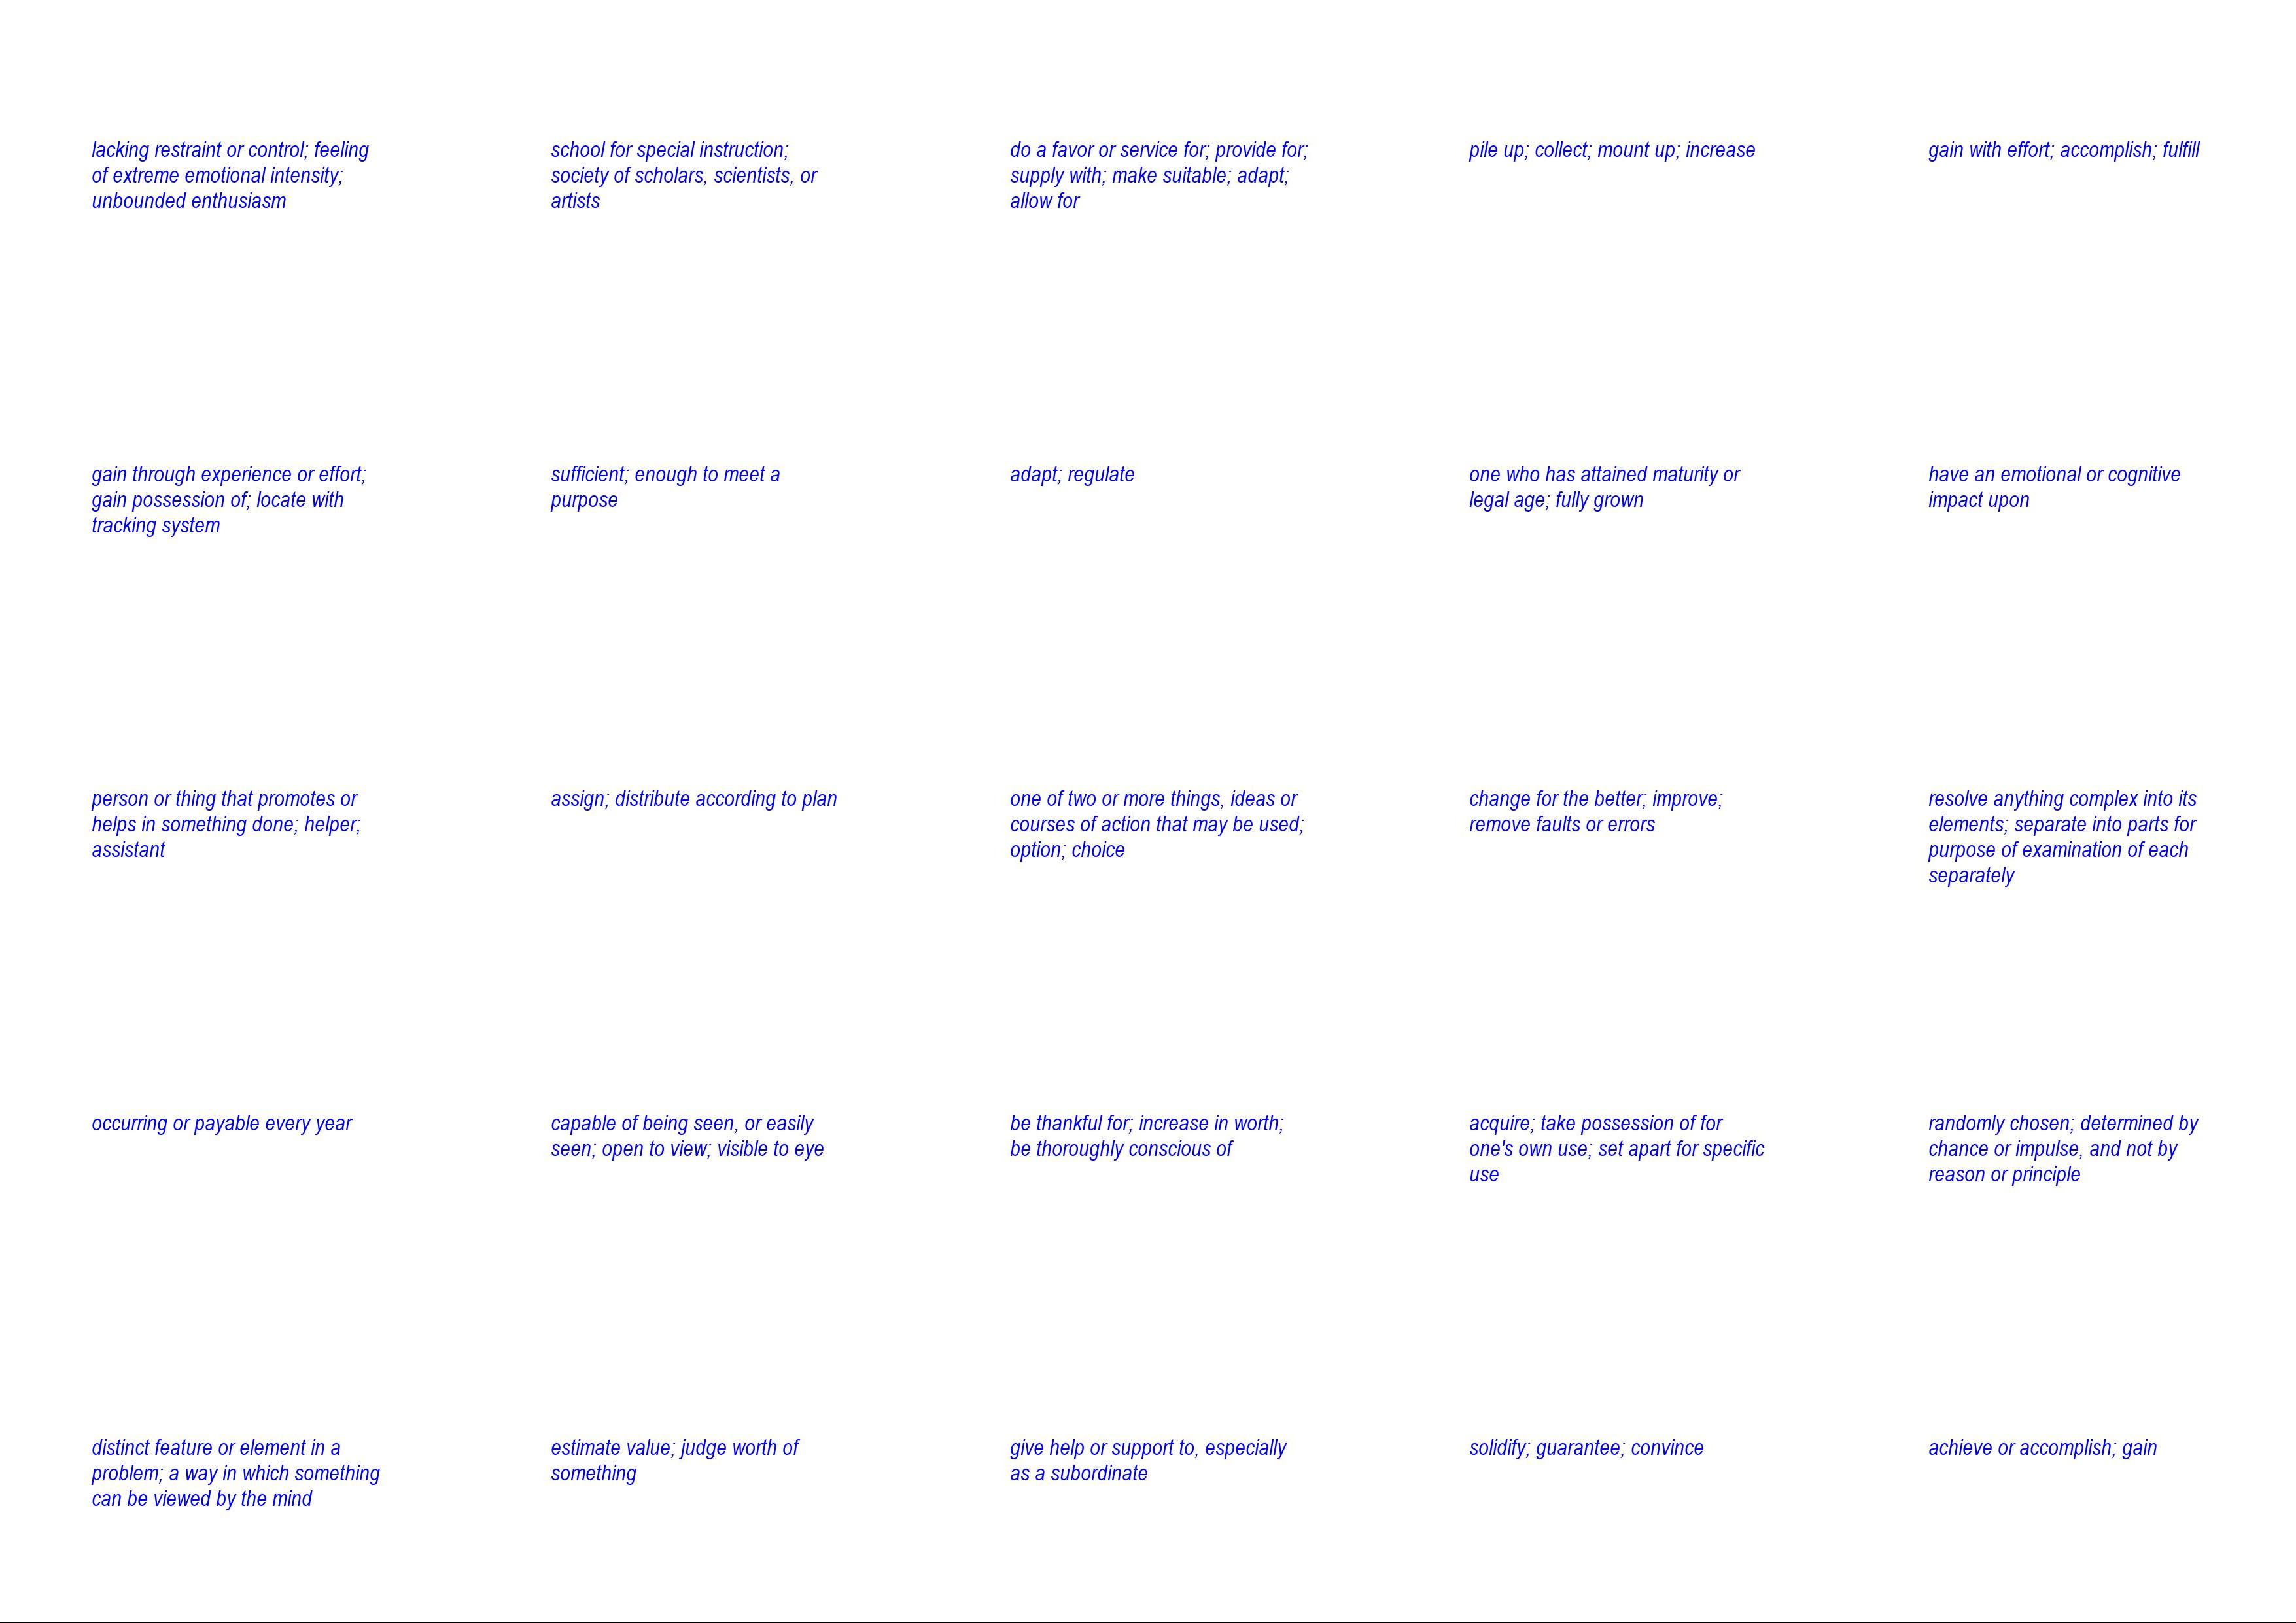 lacking restraint or control; feeling
of extreme emotional intensity;
unbounded enthusiasm
school for special instruction;
society of scholars, scientists, or
artists
do a favor or service for; provide for;
supply with; make suitable; adapt;
allow for
pile up; collect; mount up; increase
gain with effort; accomplish; fulfill
gain through experience or effort;
gain possession of; locate with
tracking system
sufficient; enough to meet a
purpose
adapt; regulate
one who has attained maturity or
legal age; fully grown
have an emotional or cognitive
impact upon
person or thing that promotes or
helps in something done; helper;
assistant
assign; distribute according to plan
one of two or more things, ideas or
courses of action that may be used;
option; choice
change for the better; improve;
remove faults or errors
resolve anything complex into its
elements; separate into parts for
purpose of examination of each
separately
occurring or payable every year
capable of being seen, or easily
seen; open to view; visible to eye
be thankful for; increase in worth;
be thoroughly conscious of
acquire; take possession of for
one's own use; set apart for specific
use
randomly chosen; determined by
chance or impulse, and not by
reason or principle
distinct feature or element in a
problem; a way in which something
can be viewed by the mind
estimate value; judge worth of
something
give help or support to, especially
as a subordinate
solidify; guarantee; convince
achieve or accomplish; gain